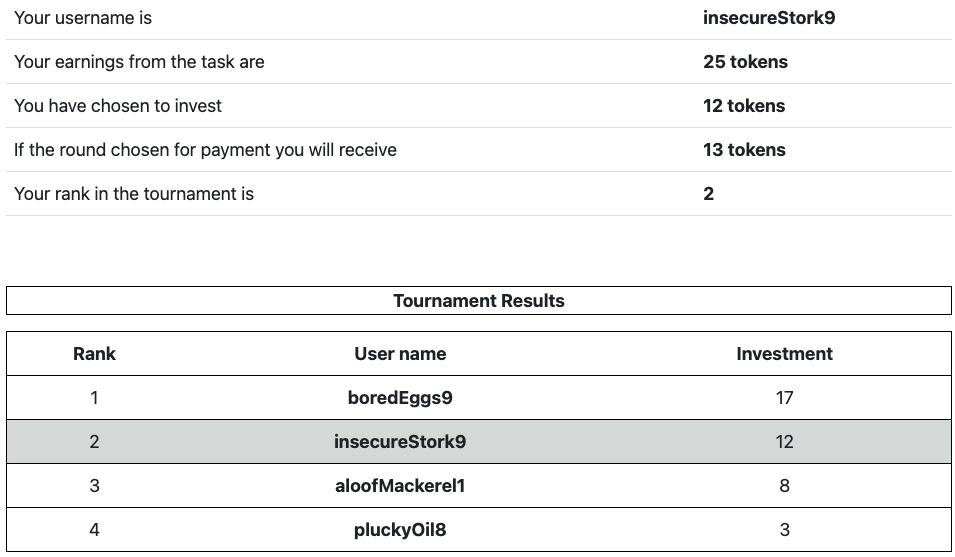 Your username is insecureStork9
Your earnings from the task are 25 tokens
You have chosen to invest 12 tokens
If the round chosen for payment you will receive 13 tokens
Your rank in the tournament is 2
Tournament Results
Rank User name Investment
1 boredEggs9 17
2 insecureStork9 12
3 aloofMackerel1 8
4 pluckyOil8 3